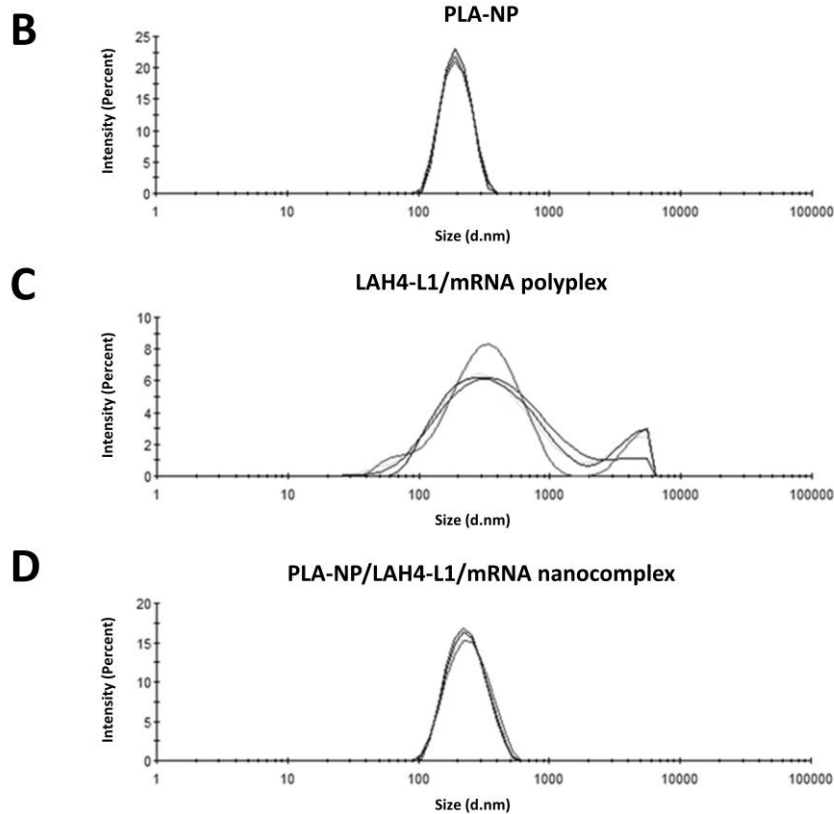 B
PLA-NP
Intensity (Percent)
25
20
15
10
5
0
1 10 100 1000 10000 100000
Size (d.nm)
C
LAH4-L1/mRNA polyplex
Intensity (Percent)
10
8
6
4
2
0
1 10 100 1000 10000 100000
Size (d.nm)
D
PLA-NP/LAH4-L1/mRNA nanocomplex
Intensity (Percent)
20
15
10
5
0
1 10 100 1000 10000 100000
Size (d.nm)